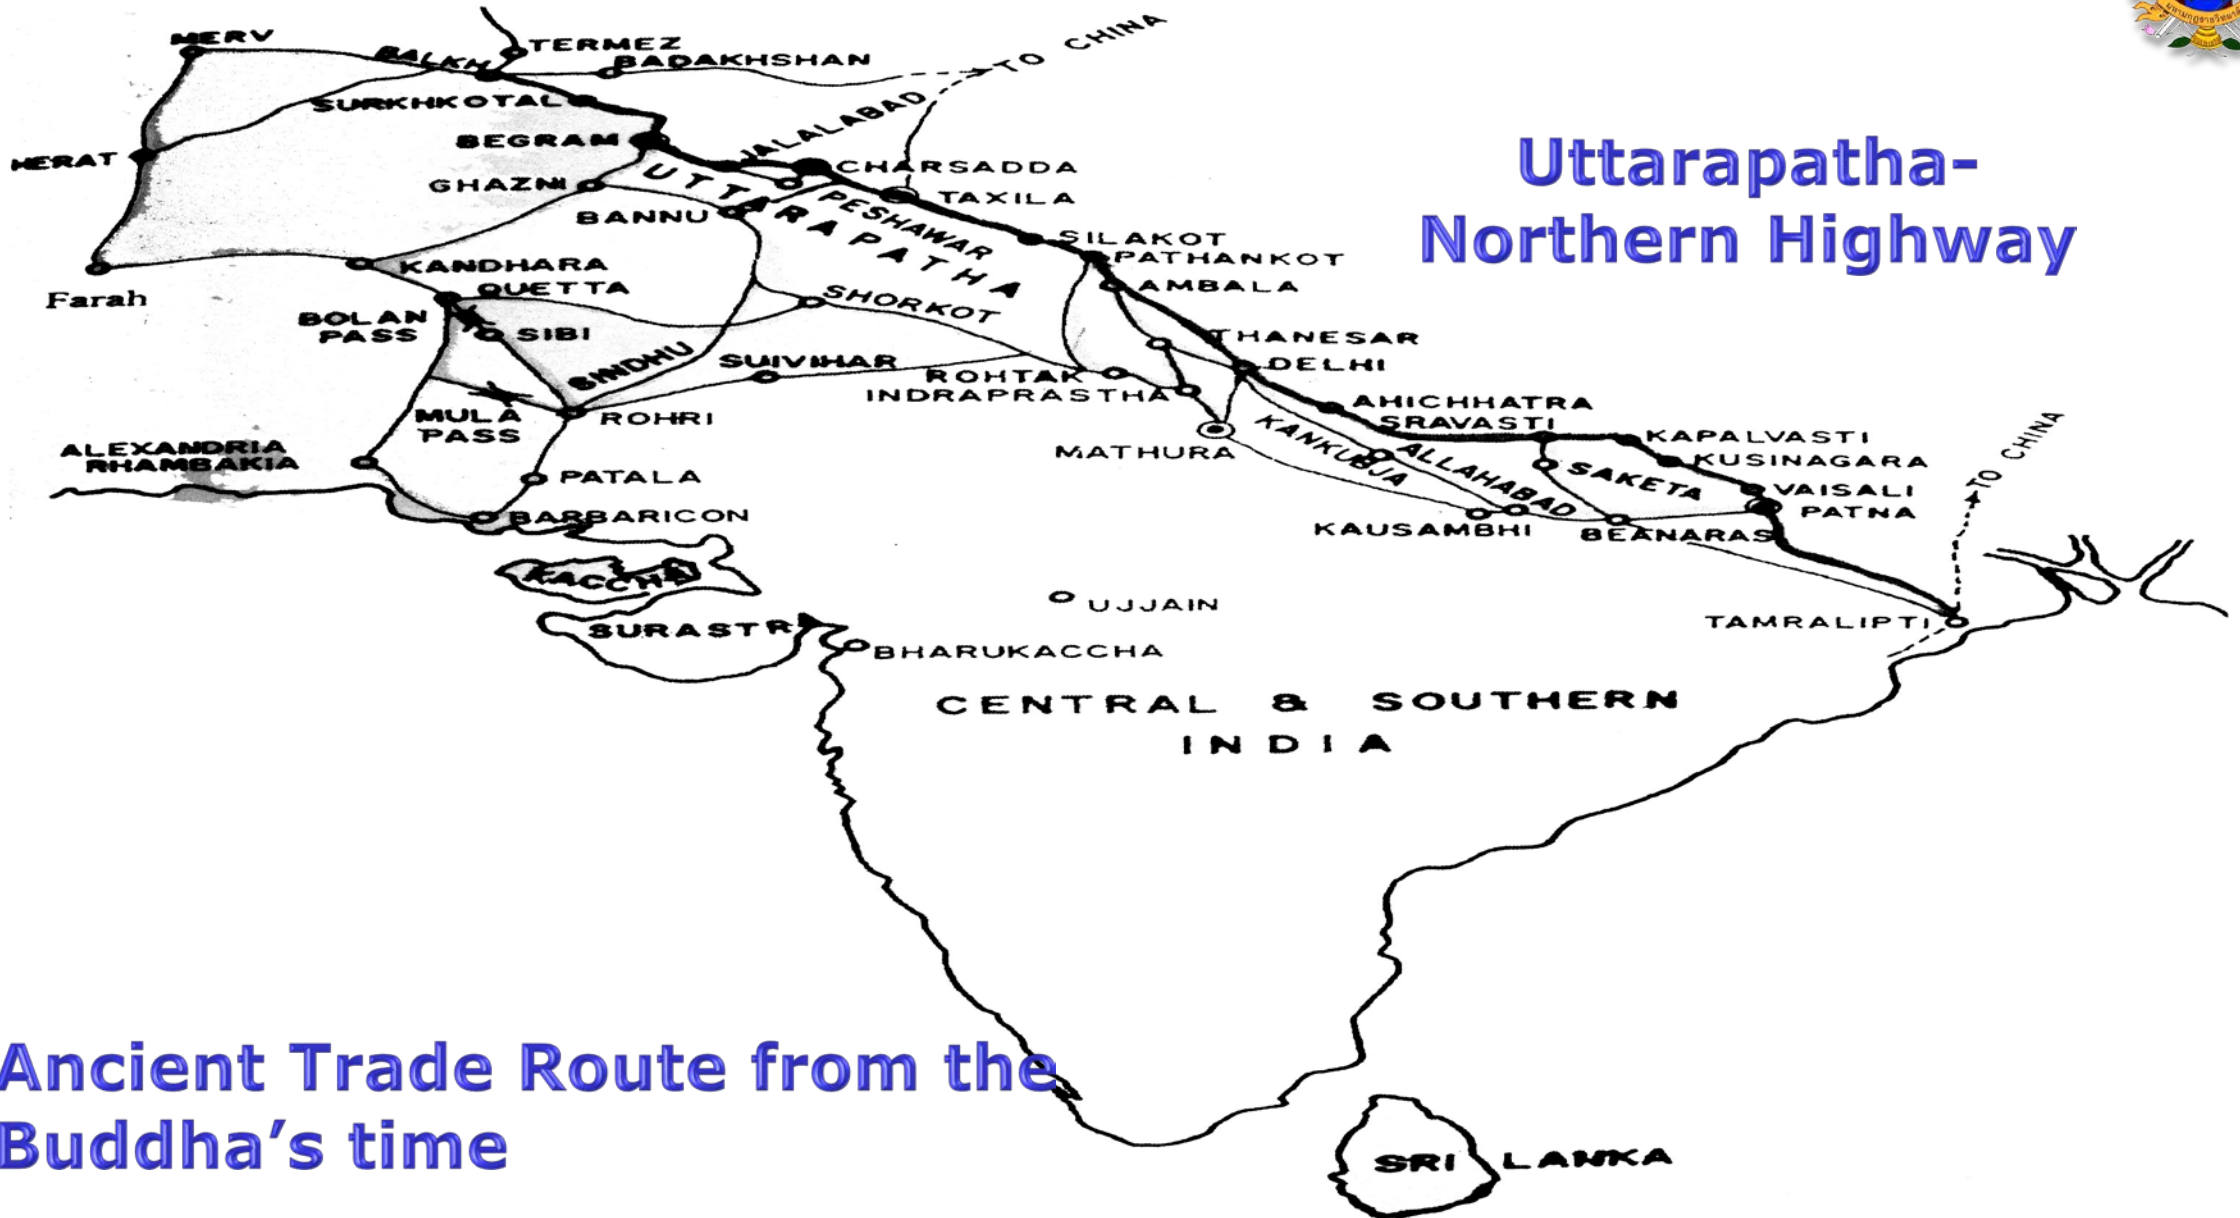 MERV
BALKH
TERMEZ
BADAKHSHAN
TO CHINA
SURKHKOTAL
JALALABAD
BEGRAM
HERAT
CHARSADDA
GHAZNI
TAXILA
UTTARAPATHA
PESHAWAR
BANNU
SILAKOT
PATHANKOT
KANDHARA
QUETTA
AMBALA
Farah
SHORKOT
BOLAN
PASS
SIBI
THANESAR
SINDHU
SUIVIHAR
DELHI
ROHTAK
INDRAPRASTHA
MULA
PASS
ROHRI
AHICHHATRA
SRAVASTI
KAPALVASTI
MATHURA
KANKUBJA
ALLAHABAD
SAKETA
KUSINAGARA
ALEXANDRIA
RHAMBAKIA
PATALA
VAISALI
PATNA
TO CHINA
BARBARICON
KAUSAMBHI
BEANARAS
KACCHA
UJJAIN
SURASTR
BHARUKACCHA
TAMRALIPTI
CENTRAL & SOUTHERN
INDIA
SRI LANKA
Uttarapatha-
Northern Highway
Ancient Trade Route from the
Buddha’s time